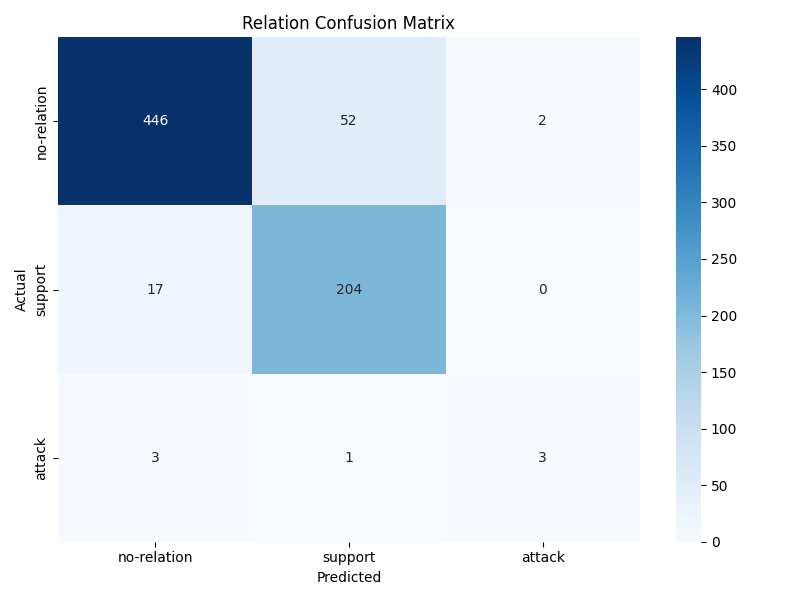 Relation Confusion Matrix
no-relation
446
52
2
400
350
300
250
200
150
100
50
0
Actual
support
17
204
0
attack
3
1
3
no-relation
support
attack
Predicted